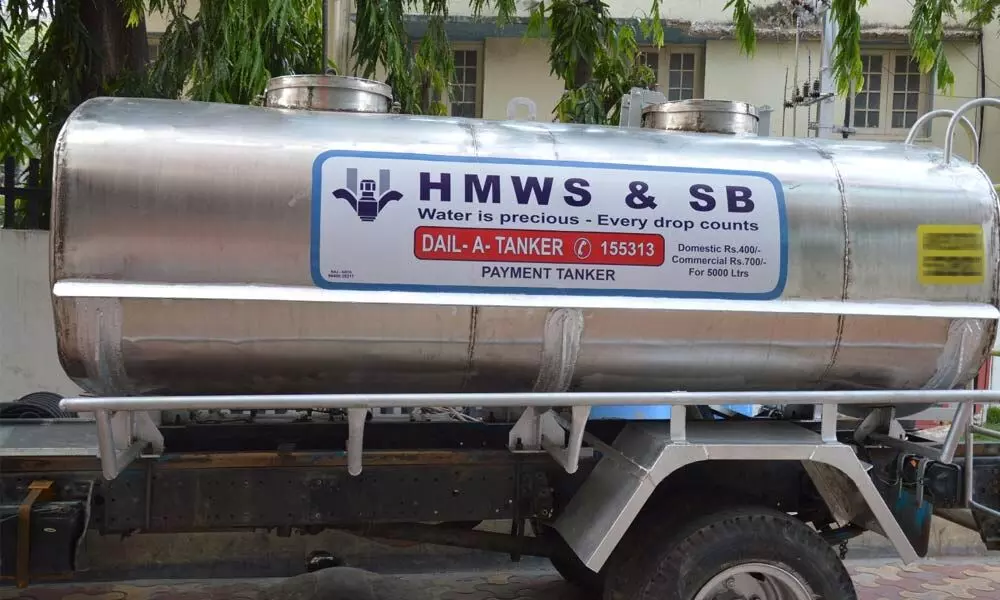 HMWS & SB
Water is precious - Every drop counts
DAIL- A- TANKER ✆ 155313
PAYMENT TANKER
Domestic Rs.400/-
Commercial Rs.700/-
For 5000 Ltrs